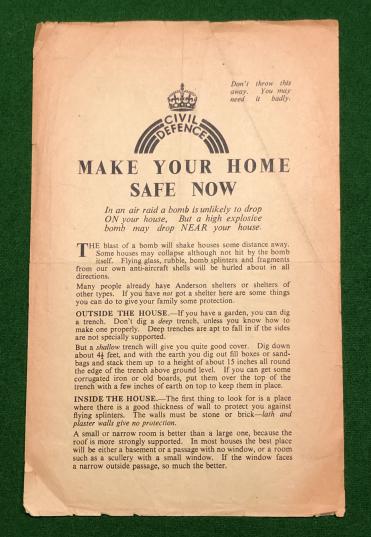 Don't throw this
away. You may
need it badly.
CIVIL
DEFENCE
MAKE YOUR HOME
SAFE NOW
In an air raid a bomb is unlikely to drop
ON your house, But a high explosive
bomb may drop NEAR your house.
THE blast of a bomb will shake houses some distance away.
Some houses may collapse although not hit by the bomb
itself. Flying glass, rubble, bomb splinters and fragments
from our own anti-aircraft shells will be hurled about in all
directions.
Many people already have Anderson shelters or shelters of
other types. If you have not got a shelter here are some things
you can do to give your family some protection.
OUTSIDE THE HOUSE.—If you have a garden, you can dig
a trench. Don't dig a deep trench, unless you know how to
make one properly. Deep trenches are apt to fall in if the sides
are not specially supported.
But a shallow trench will give you quite good cover. Dig down
about 4½ feet, and with the earth you dig out fill boxes or sand-
bags and stack them up to a height of about 15 inches all round
the edge of the trench above ground level. If you can get some
corrugated iron or old boards, put them over the top of the
trench with a few inches of earth on top to keep them in place.
INSIDE THE HOUSE.—The first thing to look for is a place
where there is a good thickness of wall to protect you against
flying splinters. The walls must be stone or brick—lath and
plaster walls give no protection.
A small or narrow room is better than a large one, because the
roof is more strongly supported. In most houses the best place
will be either a basement or a passage with no window, or a room
such as a scullery with a small window. If the window faces
a narrow outside passage, so much the better.